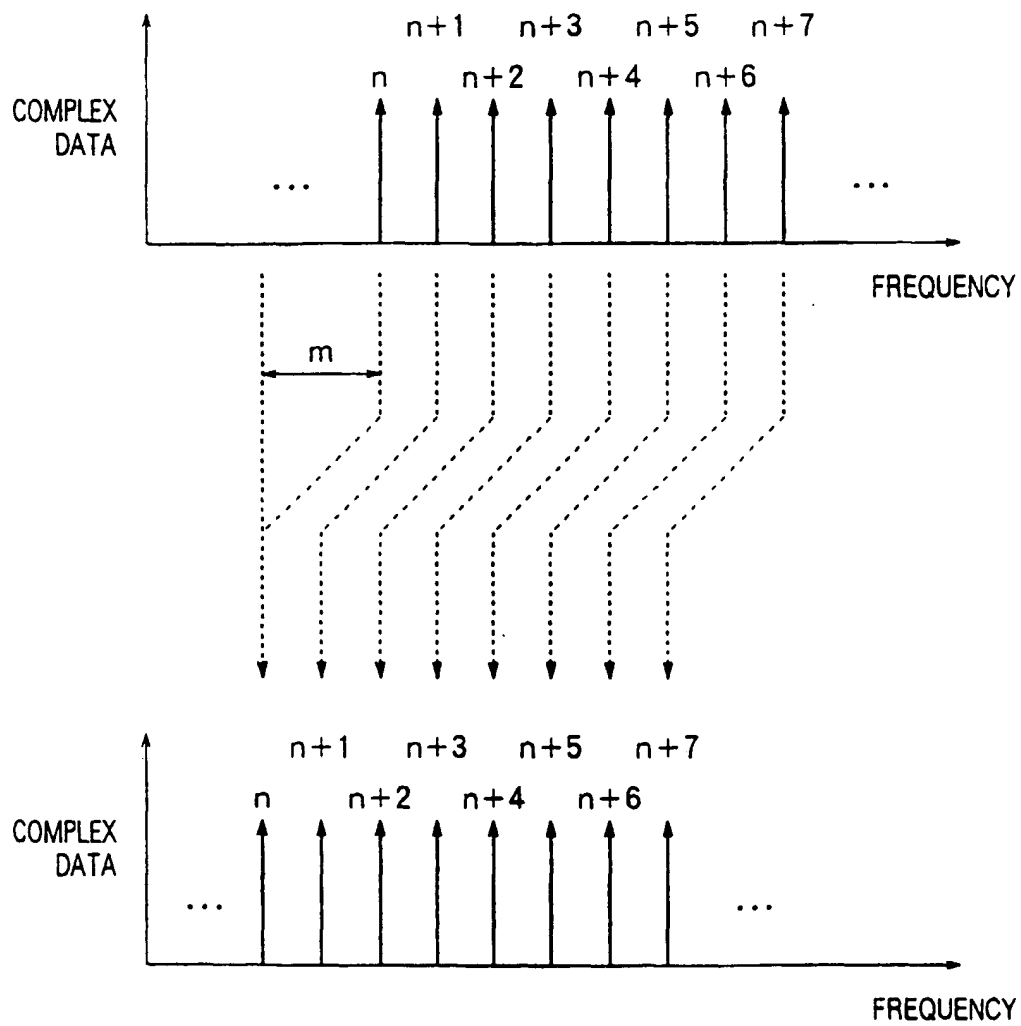 n+1 n+3 n+5 n+7
n n+2 n+4 n+6
COMPLEX
DATA
... ...
FREQUENCY
m
n+1 n+3 n+5 n+7
n n+2 n+4 n+6
COMPLEX
DATA
... ...
FREQUENCY